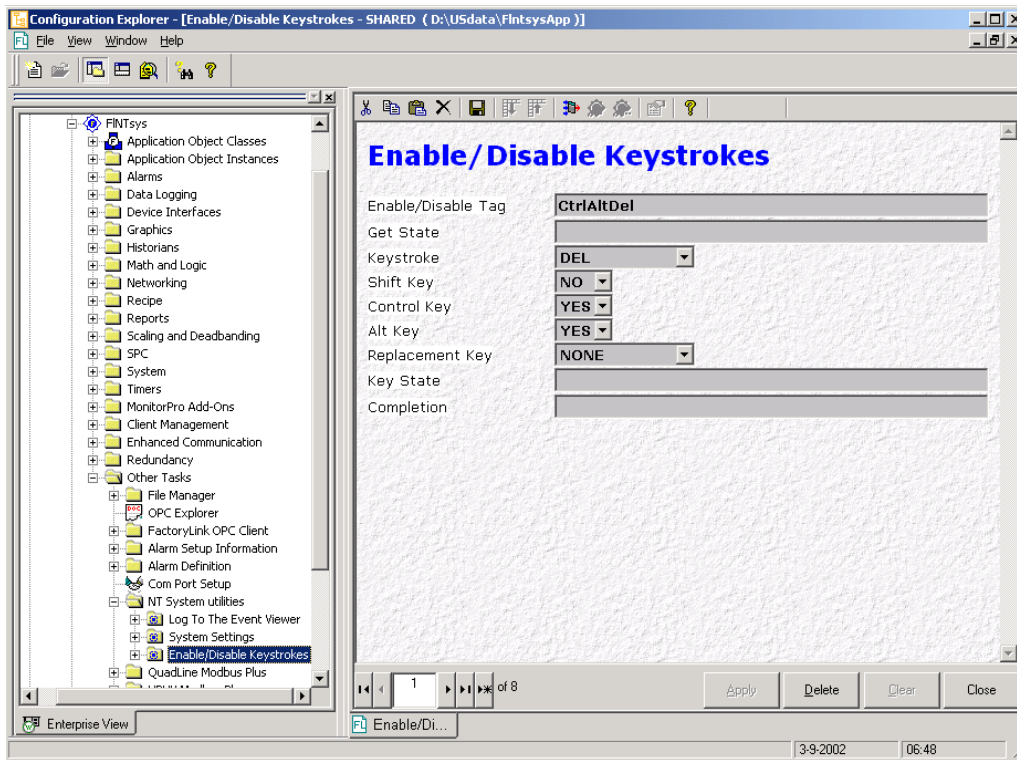 Configuration Explorer - [Enable/Disable Keystrokes - SHARED ( D:\USdata\FlntsysApp )]
File View Window Help
FlNTsys
Application Object Classes
Application Object Instances
Alarms
Data Logging
Device Interfaces
Graphics
Historians
Math and Logic
Networking
Recipe
Reports
Scaling and Deadbanding
SPC
System
Timers
MonitorPro Add-Ons
Client Management
Enhanced Communication
Redundancy
Other Tasks
File Manager
OPC Explorer
FactoryLink OPC Client
Alarm Setup Information
Alarm Definition
Com Port Setup
NT System utilities
Log To The Event Viewer
System Settings
Enable/Disable Keystrokes
QuadLine Modbus Plus
Enterprise View
Enable/Disable Keystrokes
Enable/Disable Tag CtrlAltDel
Get State
Keystroke DEL
Shift Key NO
Control Key YES
Alt Key YES
Replacement Key NONE
Key State
Completion
1 of 8 Apply Delete Clear Close
FL Enable/Di...
3-9-2002 06:48